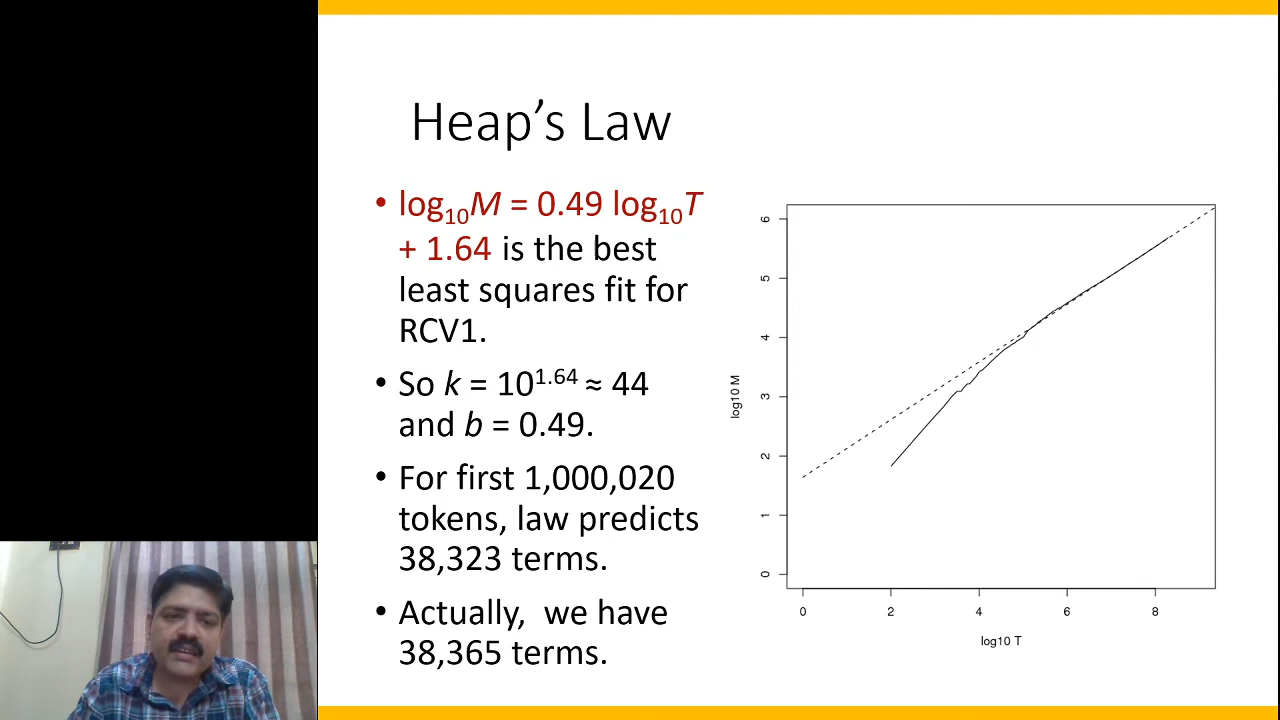 Heap’s Law
• log₁₀M = 0.49 log₁₀T
+ 1.64 is the best
least squares fit for
RCV1.
• So k = 10¹·⁶⁴ ≈ 44
and b = 0.49.
• For first 1,000,020
tokens, law predicts
38,323 terms.
• Actually,  we have
38,365 terms.
log10 M
6
5
4
3
2
1
0
0 2 4 6 8
log10 T